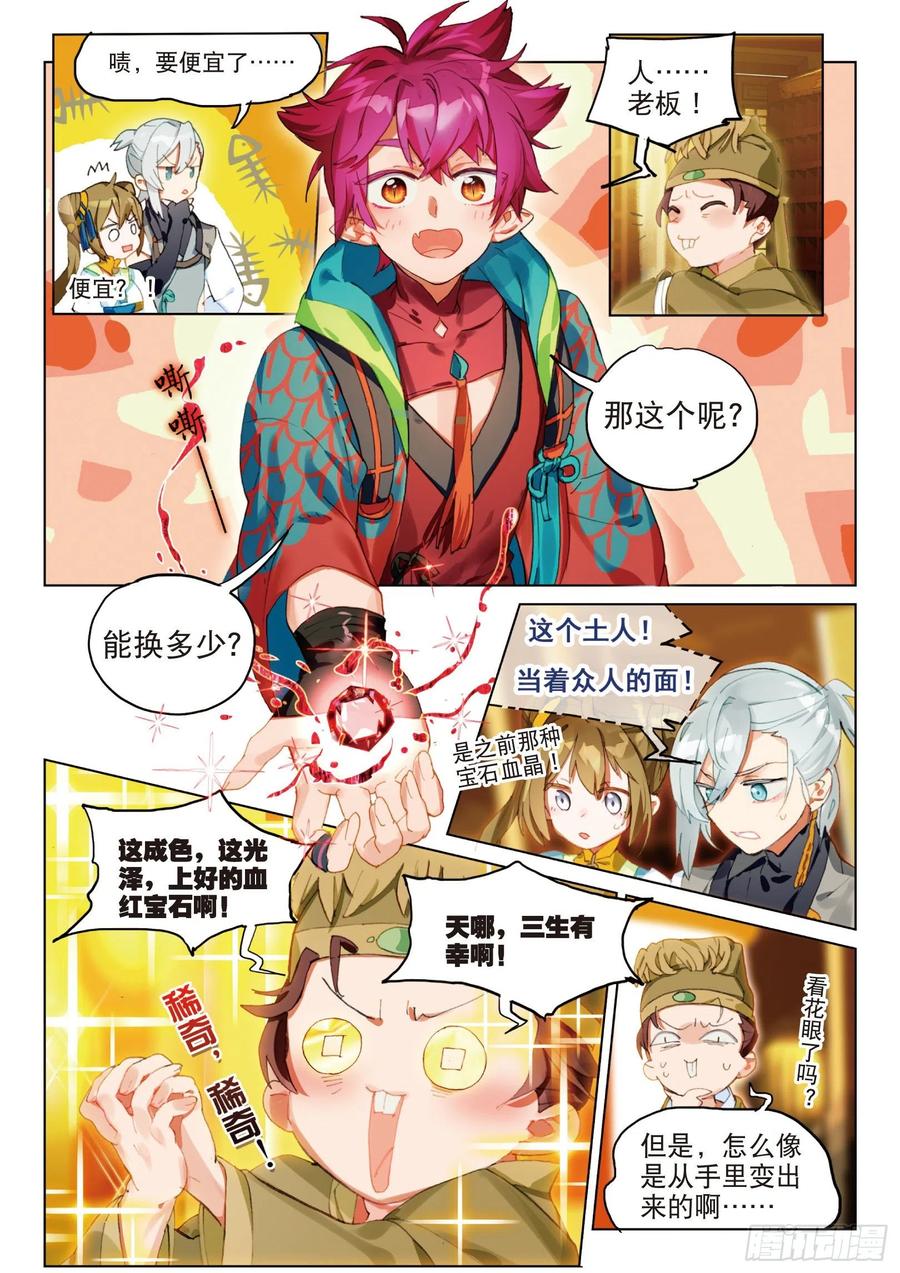 啧，要便宜了……
便宜？！
人……
老板！
嘶
嘶
那这个呢？
能换多少？
这个土人！
当着众人的面！
是之前那种
宝石血晶！
这成色，这光
泽，上好的血
红宝石啊！
天哪，三生有
幸啊！
稀奇，
稀奇！
看花眼了吗？
但是，怎么像
是从手里变出
来的啊……
腾讯动漫